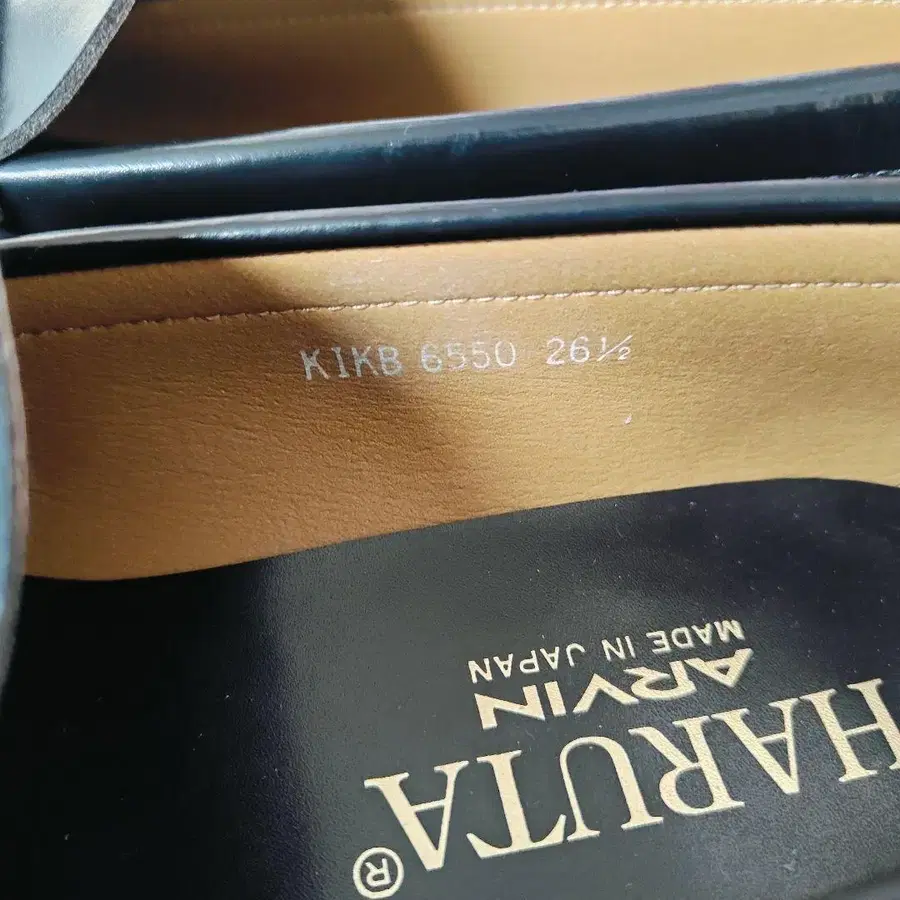 KIKB 6550 26½
HARUTA®
ARVIN
MADE IN JAPAN